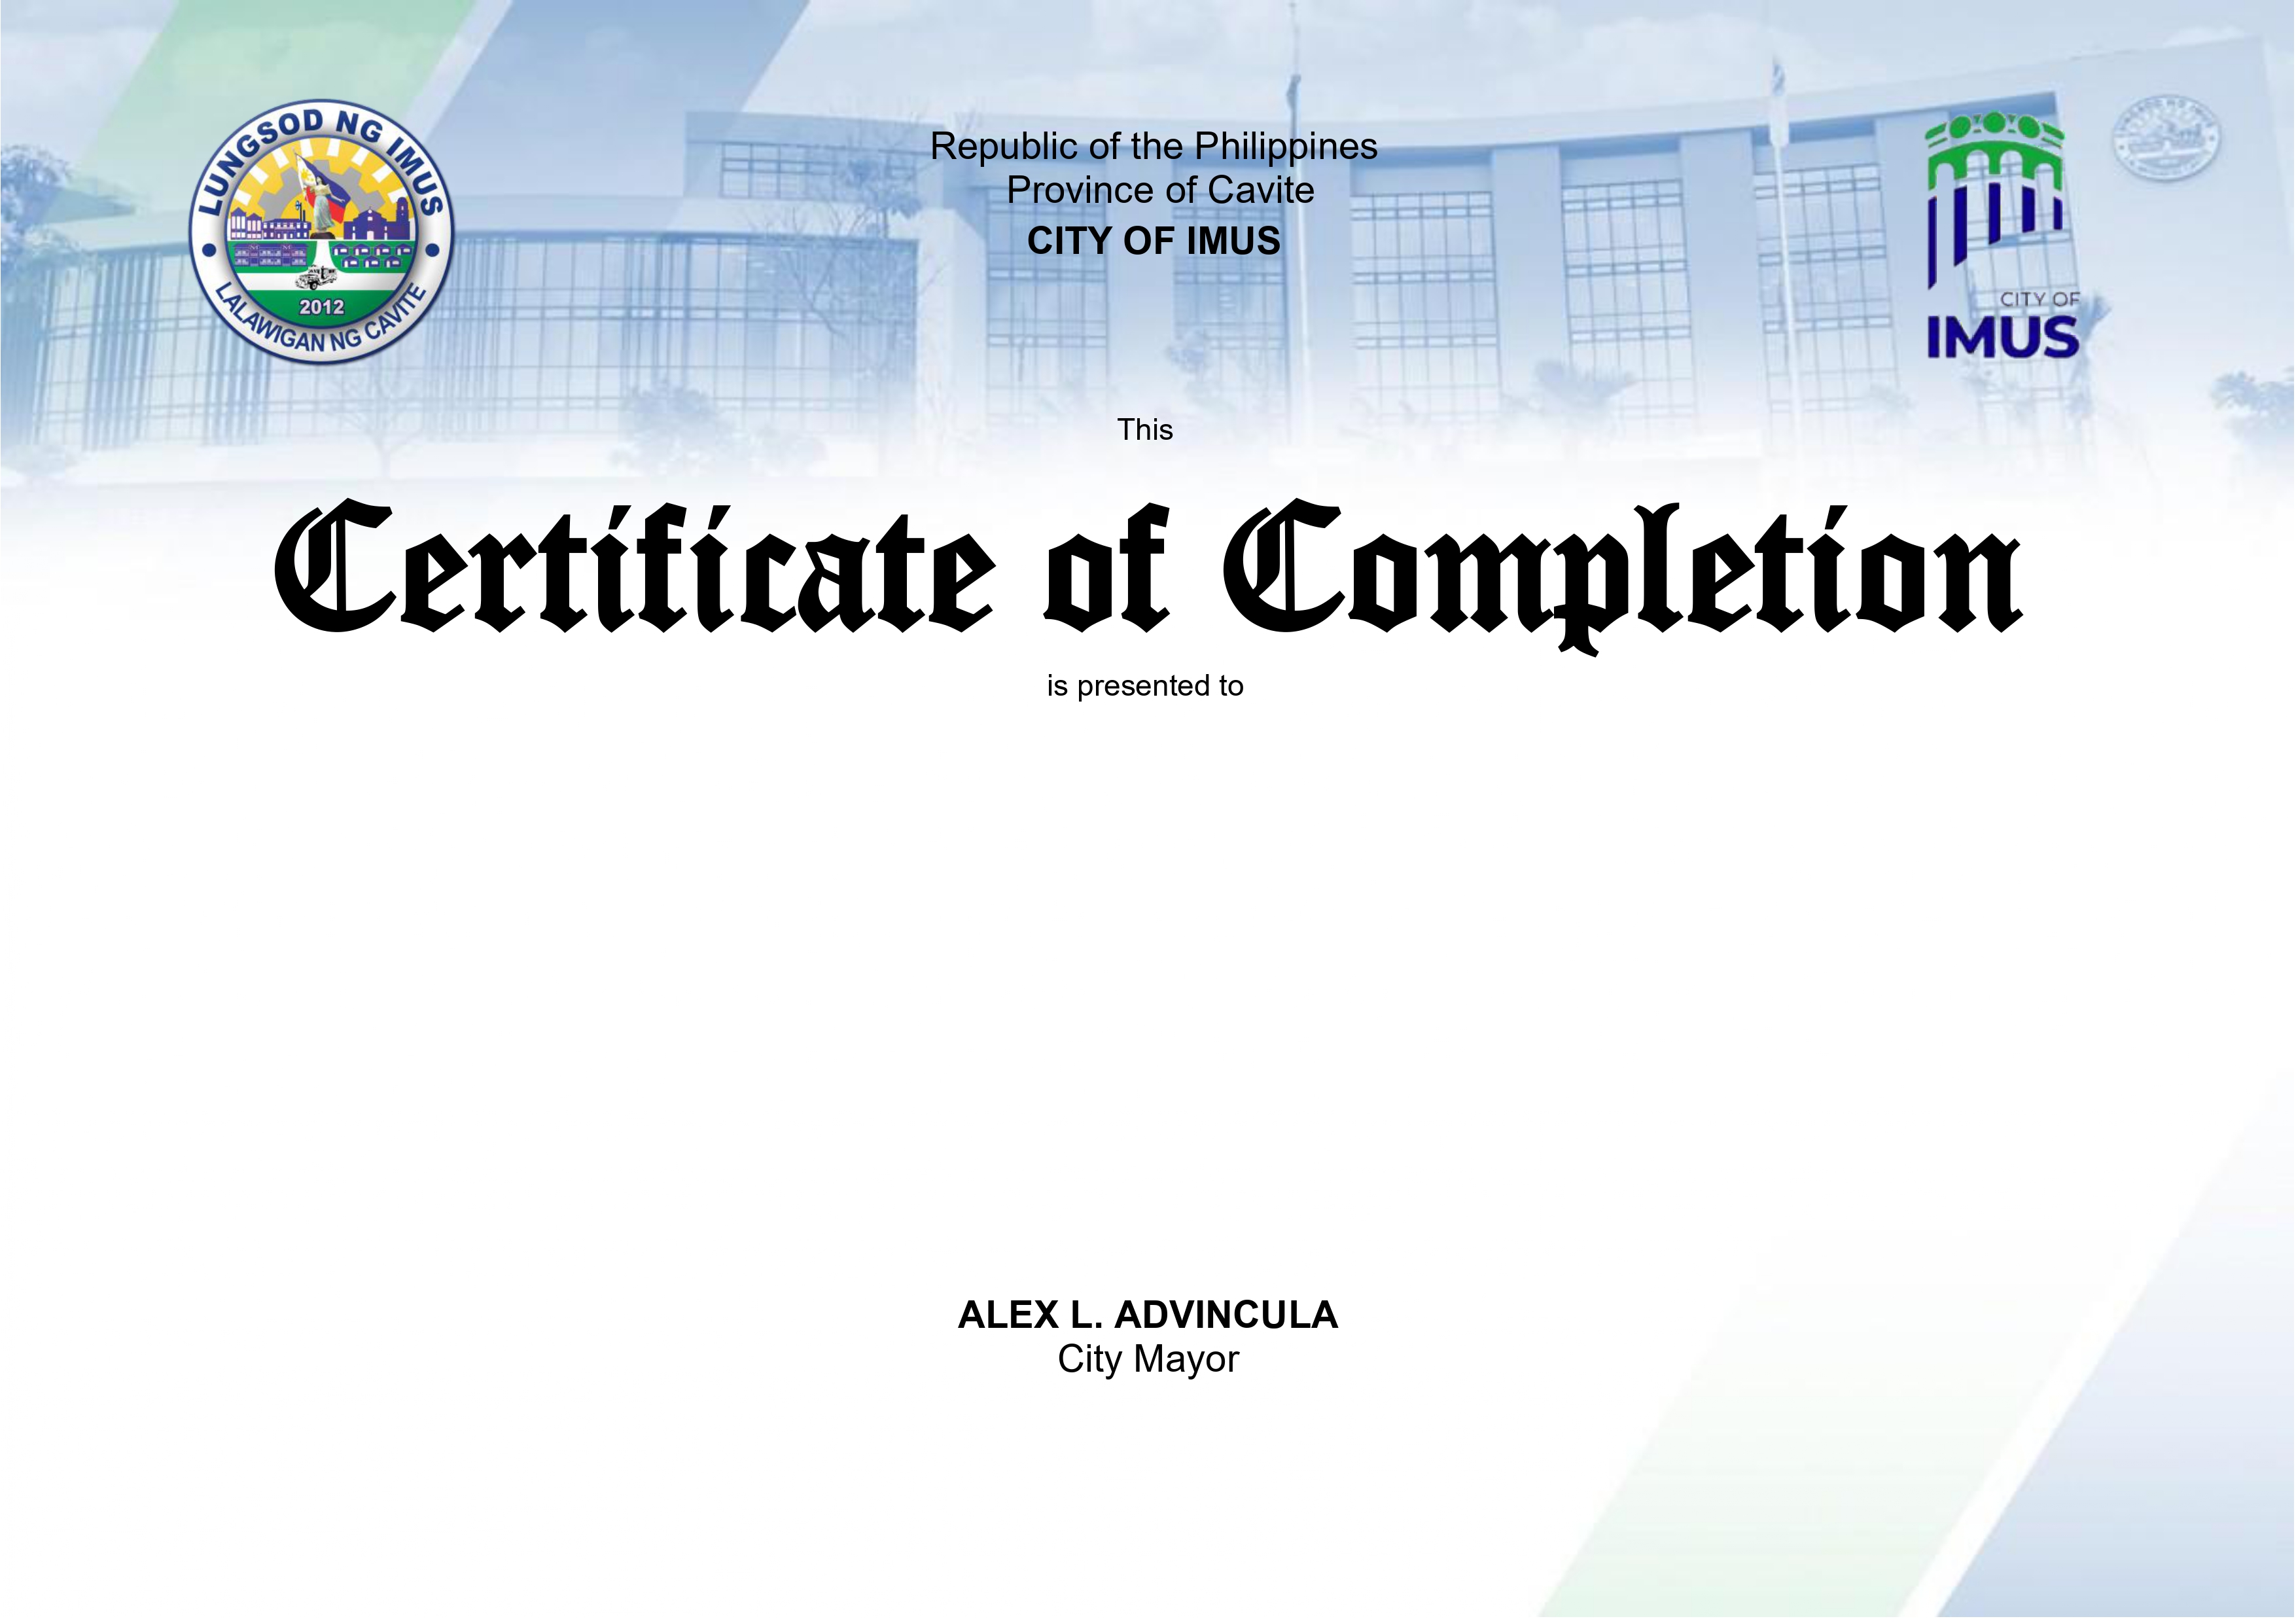 LUNGSOD NG IMUS
2012
LALAWIGAN NG CAVITE
Republic of the Philippines
Province of Cavite
CITY OF IMUS
CITY OF
IMUS
This
Certificate of Completion
is presented to
ALEX L. ADVINCULA
City Mayor